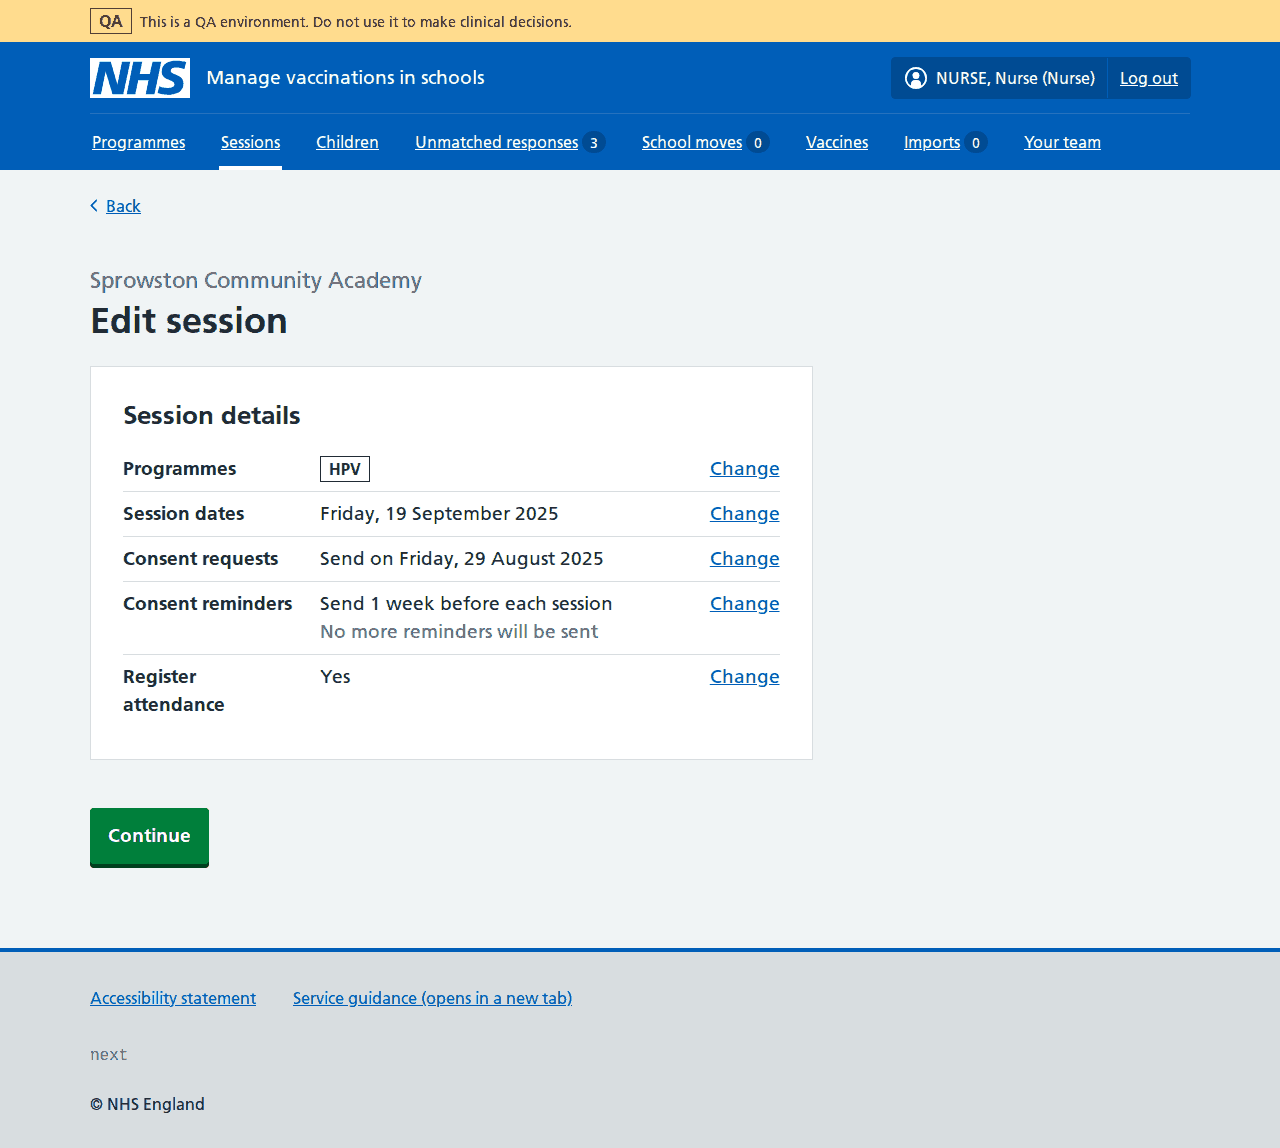 QA This is a QA environment. Do not use it to make clinical decisions.
NHS Manage vaccinations in schools NURSE, Nurse (Nurse) Log out
Programmes Sessions Children Unmatched responses 3 School moves 0 Vaccines Imports 0 Your team
Back
Sprowston Community Academy
Edit session
Session details
Programmes HPV Change
Session dates Friday, 19 September 2025 Change
Consent requests Send on Friday, 29 August 2025 Change
Consent reminders Send 1 week before each session Change
No more reminders will be sent
Register Yes Change
attendance
Continue
Accessibility statement Service guidance (opens in a new tab)
next
© NHS England